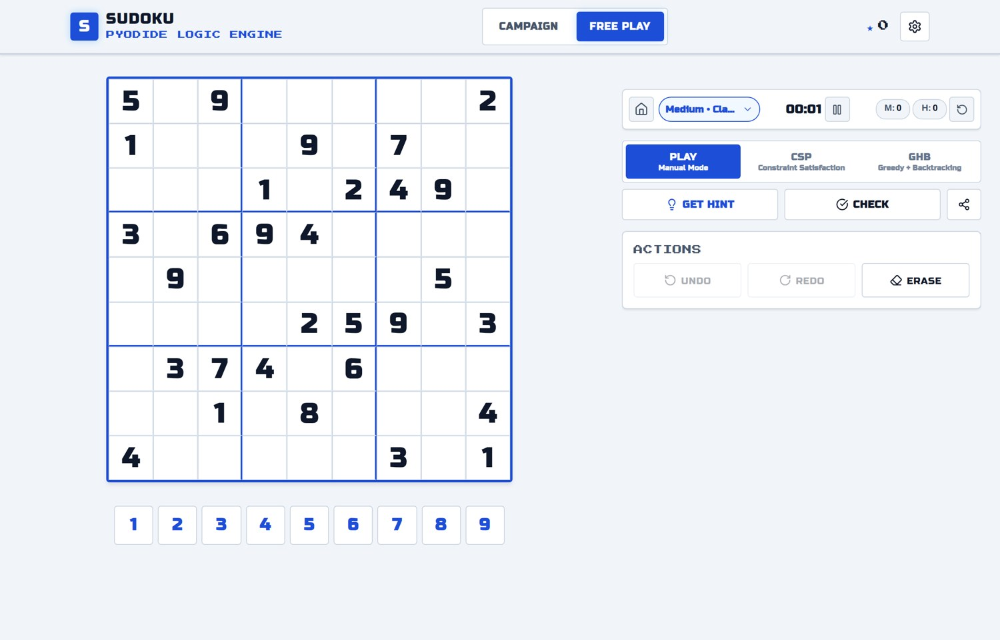 S
SUDOKU
PYODIDE LOGIC ENGINE
CAMPAIGN
FREE PLAY
★ 0
5 9 2
1 9 7
1 2 4 9
3 6 9 4
9 5
2 5 9 3
3 7 4 6
1 8 4
4 3 1
1 2 3 4 5 6 7 8 9
Medium • Cla...
00:01
M: 0
H: 0
PLAY
Manual Mode
CSP
Constraint Satisfaction
GHB
Greedy + Backtracking
GET HINT
CHECK
ACTIONS
UNDO
REDO
ERASE